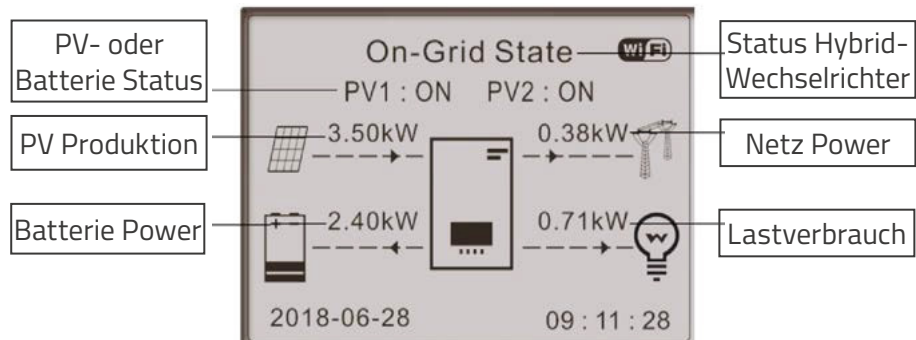 PV- oder
Batterie Status
On-Grid State
WiFi
Status Hybrid-
Wechselrichter
PV1 : ON PV2 : ON
PV Produktion
3.50kW
0.38kW
Netz Power
Batterie Power
+ -
2.40kW
0.71kW
Lastverbrauch
2018-06-28
09 : 11 : 28